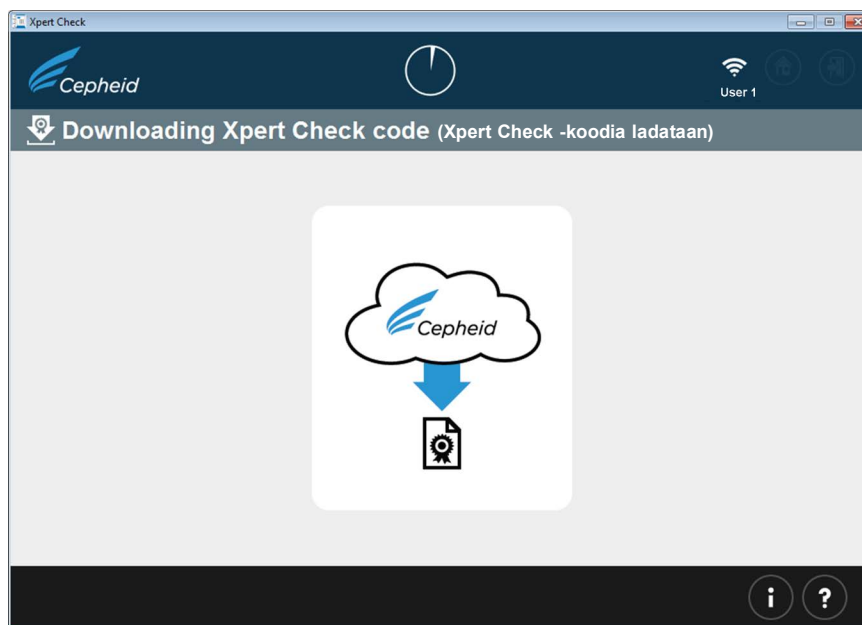 Xpert Check
Cepheid
User 1
Downloading Xpert Check code (Xpert Check -koodia ladataan)
Cepheid
i ?